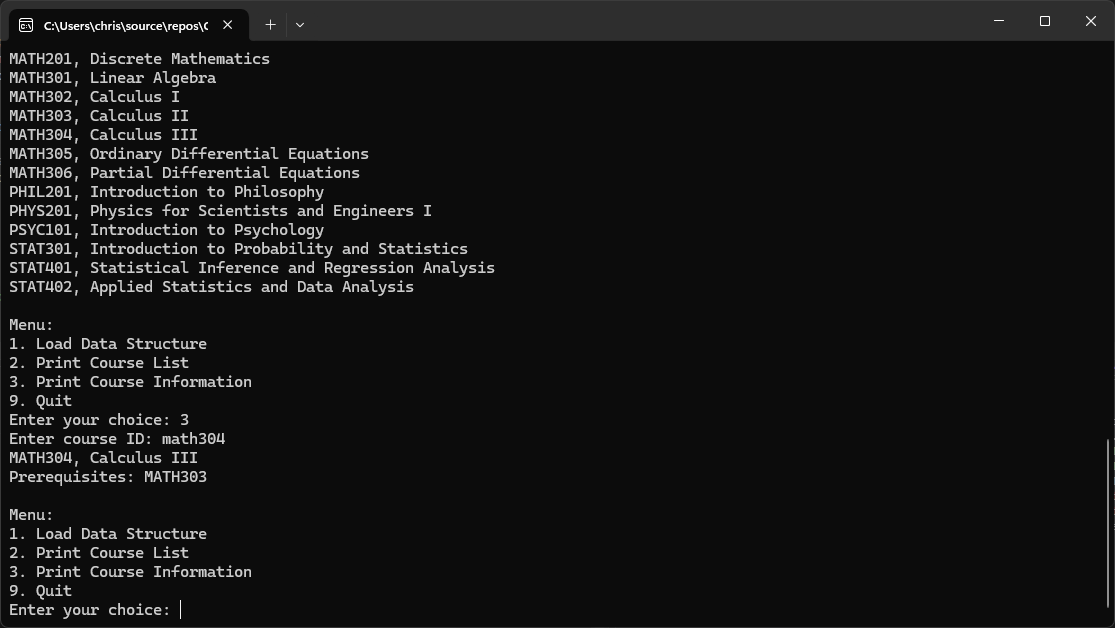 C:\Users\chris\source\repos\C
MATH201, Discrete Mathematics
MATH301, Linear Algebra
MATH302, Calculus I
MATH303, Calculus II
MATH304, Calculus III
MATH305, Ordinary Differential Equations
MATH306, Partial Differential Equations
PHIL201, Introduction to Philosophy
PHYS201, Physics for Scientists and Engineers I
PSYC101, Introduction to Psychology
STAT301, Introduction to Probability and Statistics
STAT401, Statistical Inference and Regression Analysis
STAT402, Applied Statistics and Data Analysis
Menu:
1. Load Data Structure
2. Print Course List
3. Print Course Information
9. Quit
Enter your choice: 3
Enter course ID: math304
MATH304, Calculus III
Prerequisites: MATH303
Menu:
1. Load Data Structure
2. Print Course List
3. Print Course Information
9. Quit
Enter your choice: